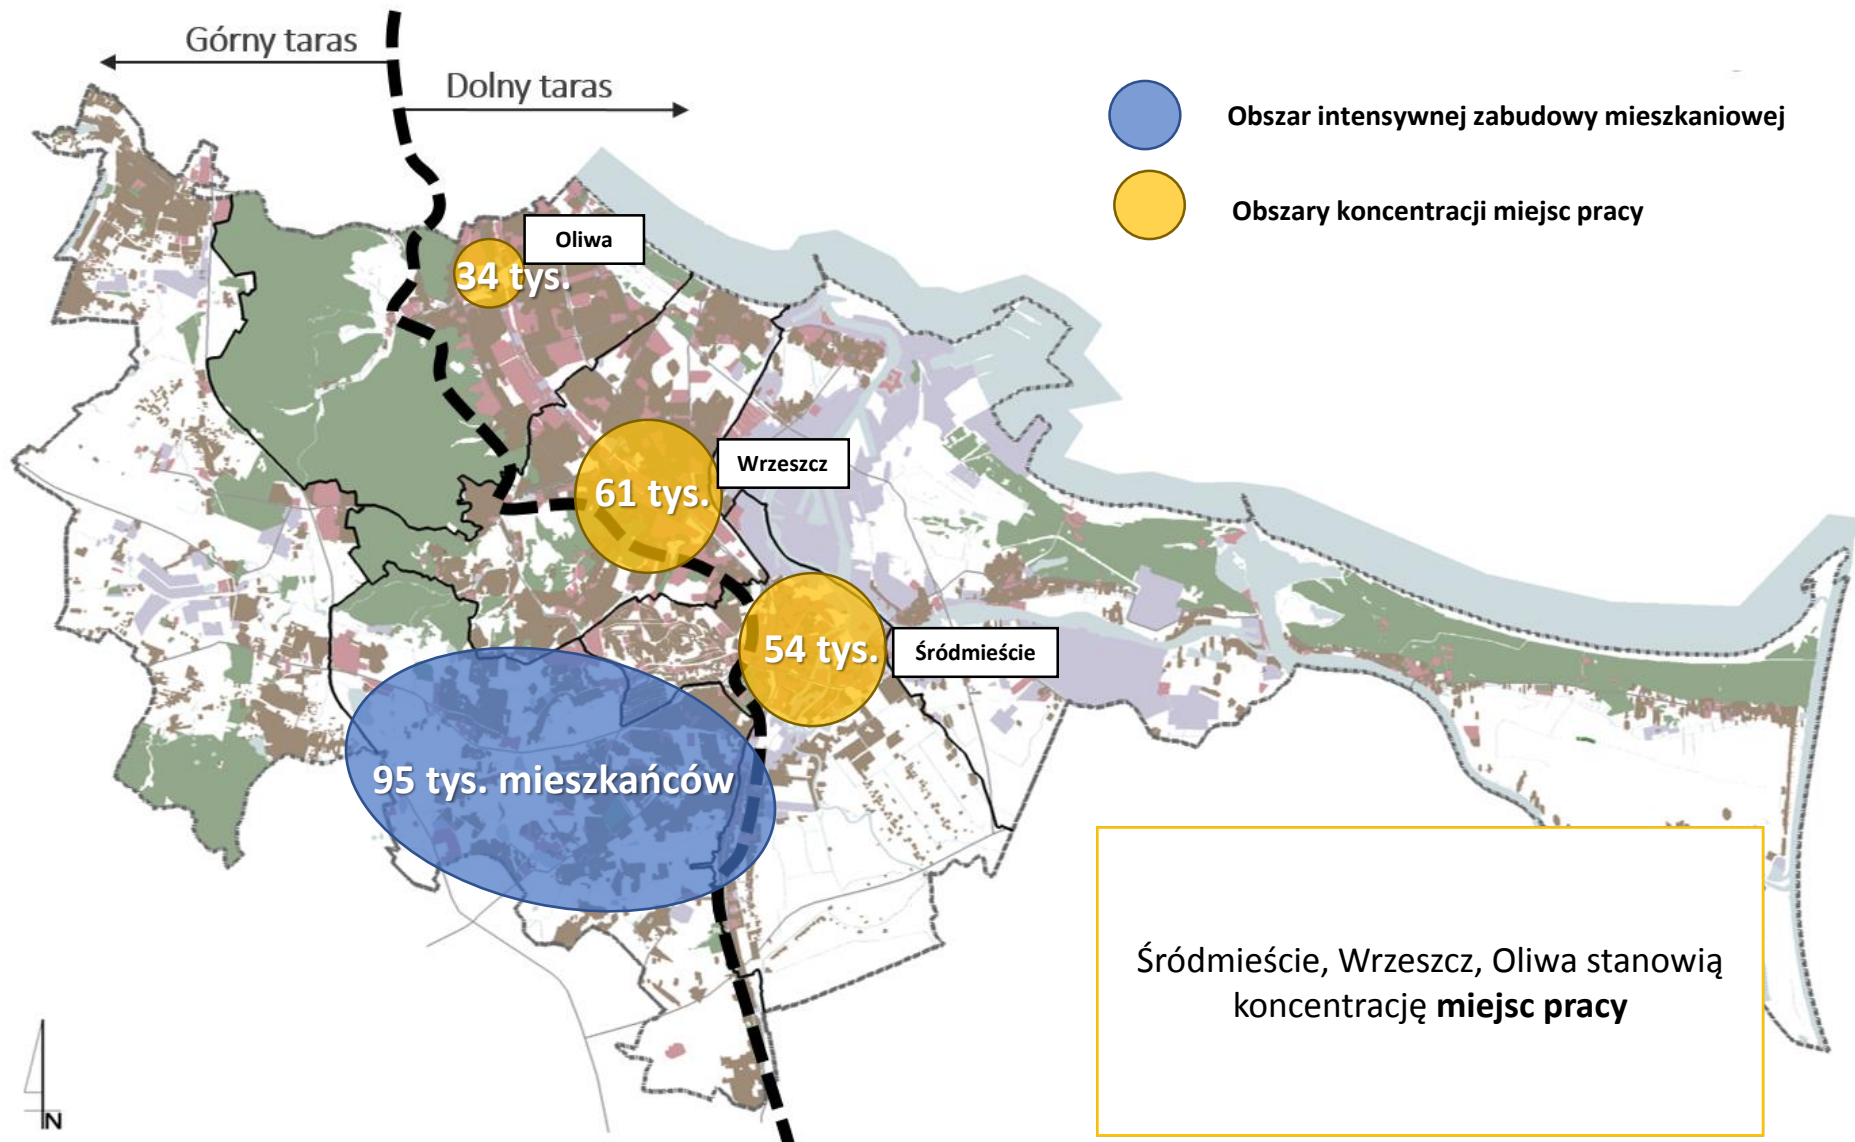 Górny taras
Dolny taras
Obszar intensywnej zabudowy mieszkaniowej
Obszary koncentracji miejsc pracy
Oliwa
34 tys.
Wrzeszcz
61 tys.
54 tys.
Śródmieście
95 tys. mieszkańców
Śródmieście, Wrzeszcz, Oliwa stanowią
koncentrację miejsc pracy
N